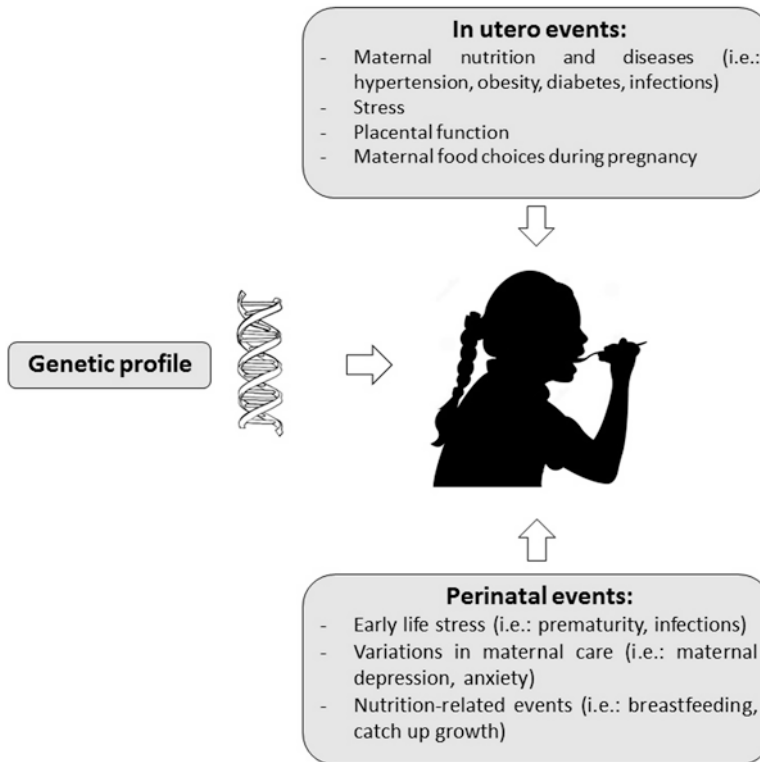 In utero events:
- Maternal nutrition and diseases (i.e.:
hypertension, obesity, diabetes, infections)
- Stress
- Placental function
- Maternal food choices during pregnancy
Genetic profile
Perinatal events:
- Early life stress (i.e.: prematurity, infections)
- Variations in maternal care (i.e.: maternal
depression, anxiety)
- Nutrition-related events (i.e.: breastfeeding,
catch up growth)